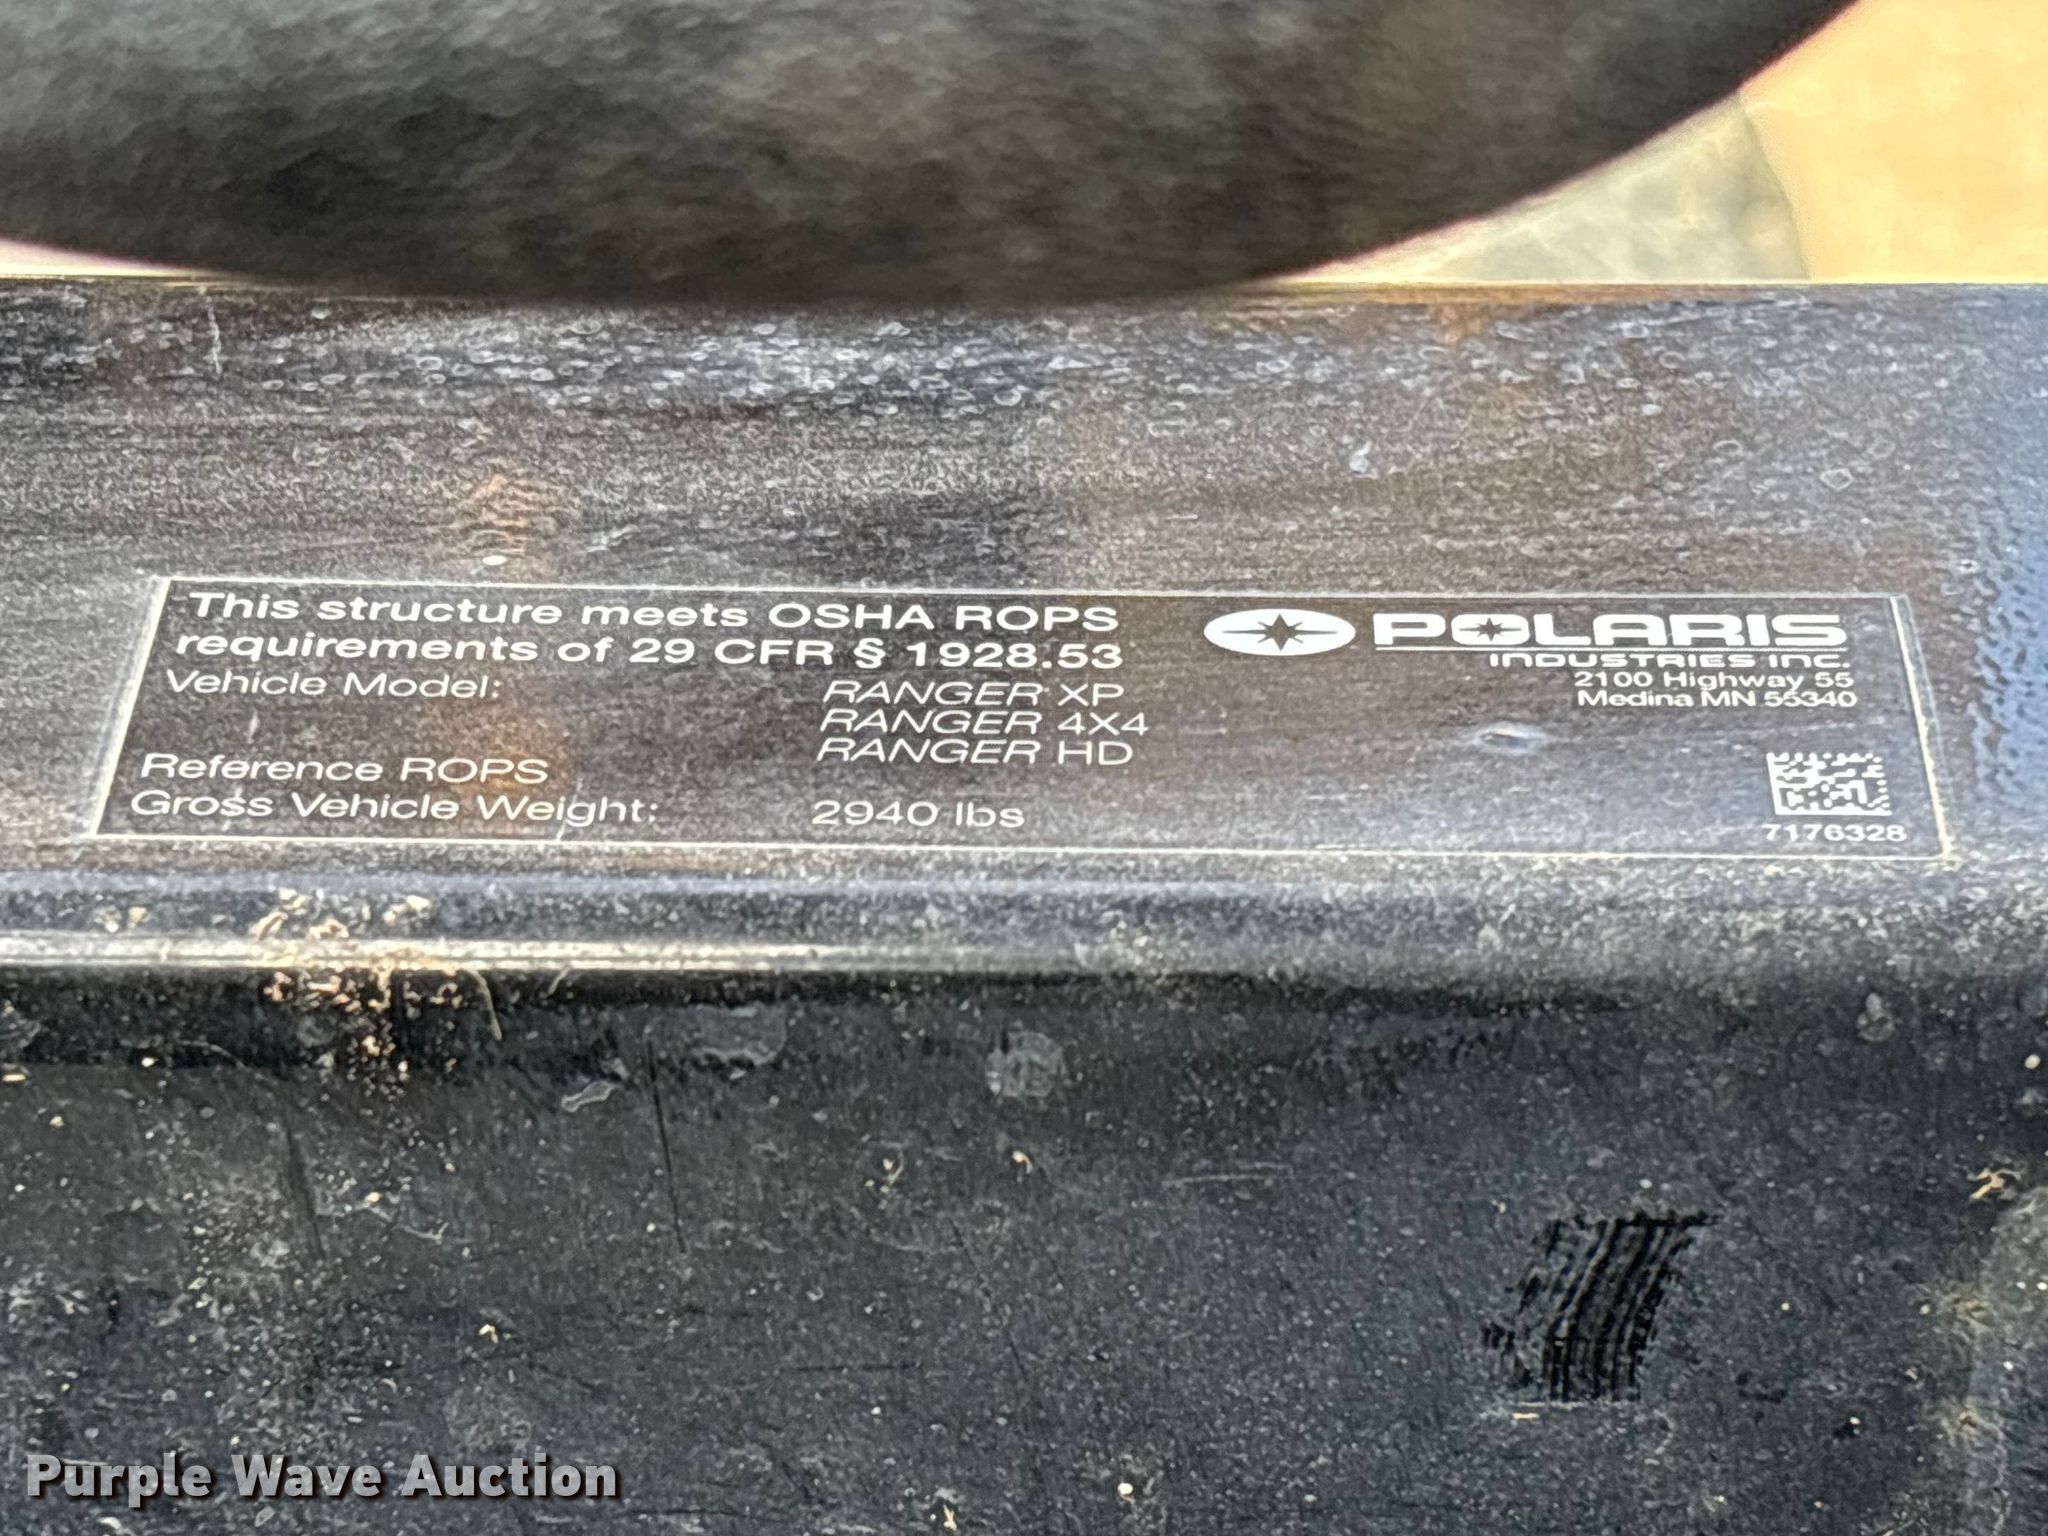 This structure meets OSHA ROPS
requirements of 29 CFR § 1928.53
Vehicle Model:
RANGER XP
RANGER 4X4
RANGER HD
Reference ROPS
Gross Vehicle Weight: 2940 lbs
POLARIS
INDUSTRIES INC.
2100 Highway 55
Medina MN 55340
7176328
Purple Wave Auction